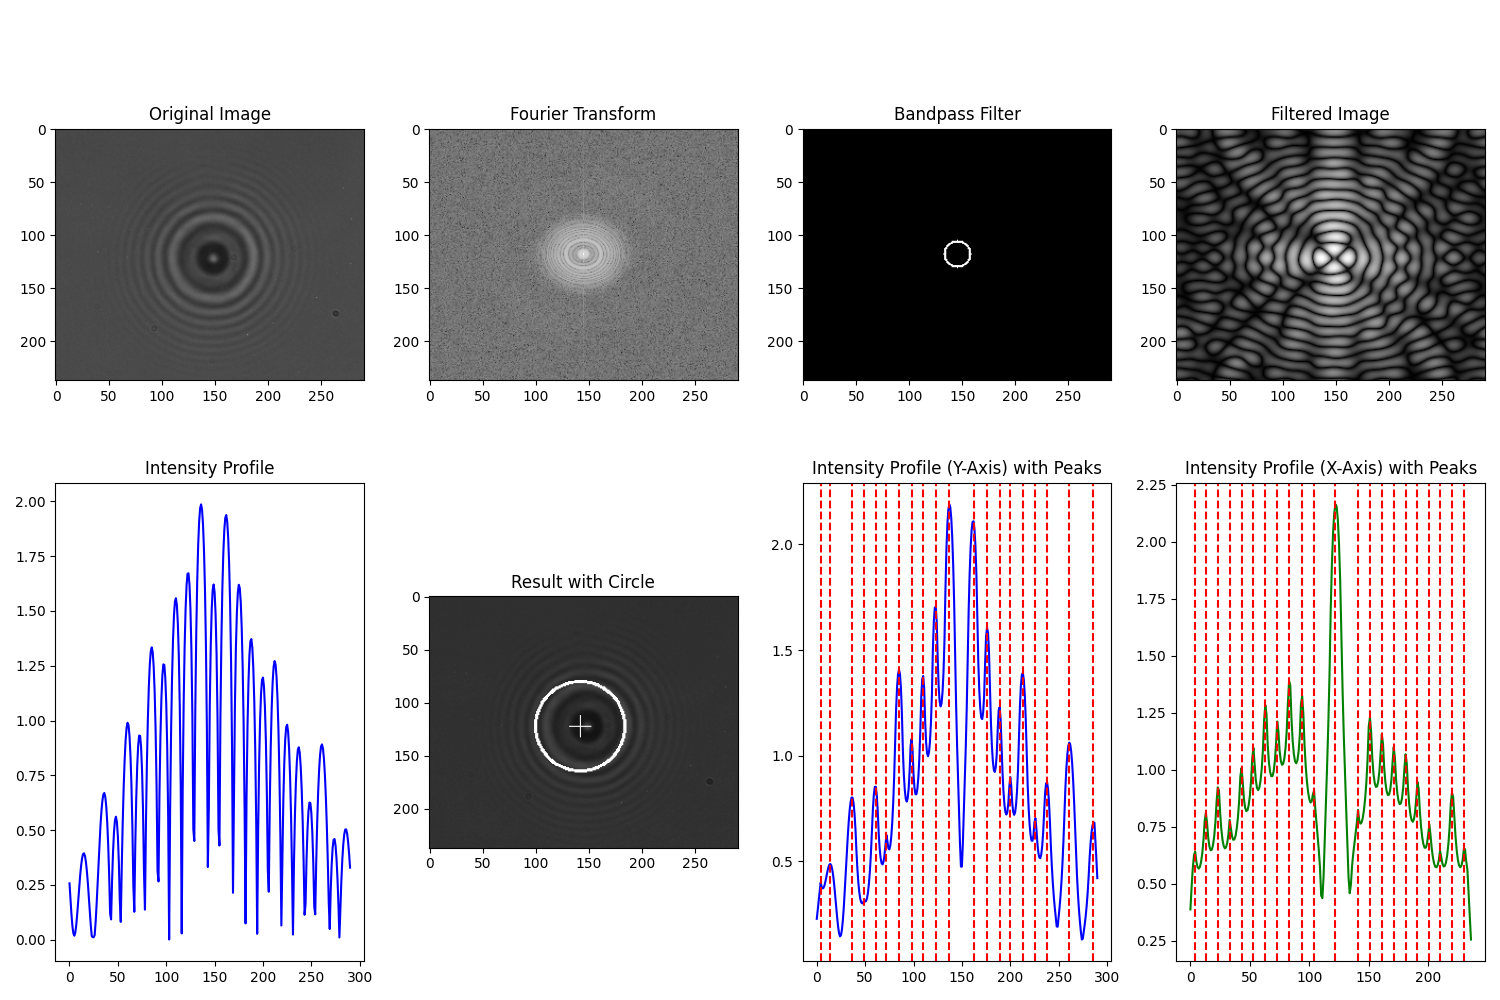 Original Image
Fourier Transform
Bandpass Filter
Filtered Image
0
50
100
150
200
0 50 100 150 200 250
0
50
100
150
200
0 50 100 150 200 250
0
50
100
150
200
0 50 100 150 200 250
0
50
100
150
200
0 50 100 150 200 250
Intensity Profile
2.00
1.75
1.50
1.25
1.00
0.75
0.50
0.25
0.00
0 50 100 150 200 250 300
Result with Circle
0
50
100
150
200
0 50 100 150 200 250
Intensity Profile (Y-Axis) with Peaks
2.0
1.5
1.0
0.5
0 50 100 150 200 250 300
Intensity Profile (X-Axis) with Peaks
2.25
2.00
1.75
1.50
1.25
1.00
0.75
0.50
0.25
0 50 100 150 200